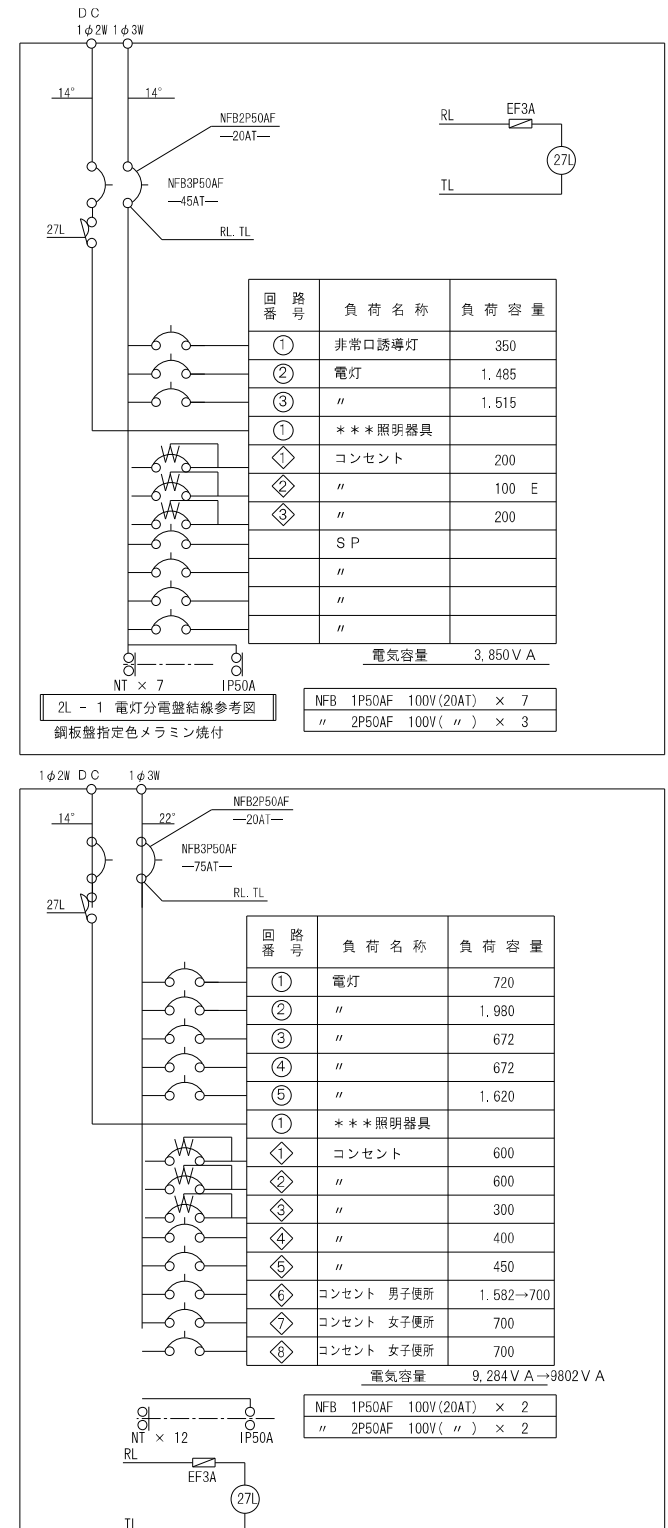 DC
1φ2W 1φ3W
14° 14°
NFB2P50AF
—20AT—
NFB3P50AF
—45AT—
27L
RL. TL
RL EF3A
27L
TL
回路番号 負荷名称 負荷容量
① 非常口誘導灯 350
② 電灯 1.485
③ 〃 1.515
① ***照明器具
1 コンセント 200
2 〃 100 E
3 〃 200
SP
〃
〃
〃
電気容量 3,850VA
NT × 7 IP50A
2L - 1 電灯分電盤結線参考図
鋼板盤指定色メラミン焼付
NFB 1P50AF 100V(20AT) × 7
〃 2P50AF 100V( 〃 ) × 3
1φ2W DC 1φ3W
14° 22°
NFB2P50AF
—20AT—
NFB3P50AF
—75AT—
27L
RL. TL
回路番号 負荷名称 負荷容量
① 電灯 720
② 〃 1,980
③ 〃 672
④ 〃 672
⑤ 〃 1.620
① ***照明器具
1 コンセント 600
2 〃 600
3 〃 300
4 〃 400
5 〃 450
6 コンセント 男子便所 1.582→700
7 コンセント 女子便所 700
8 コンセント 女子便所 700
電気容量 9,284VA→9802VA
NT × 12 IP50A
NFB 1P50AF 100V(20AT) × 2
〃 2P50AF 100V( 〃 ) × 2
RL
EF3A
27L
TL